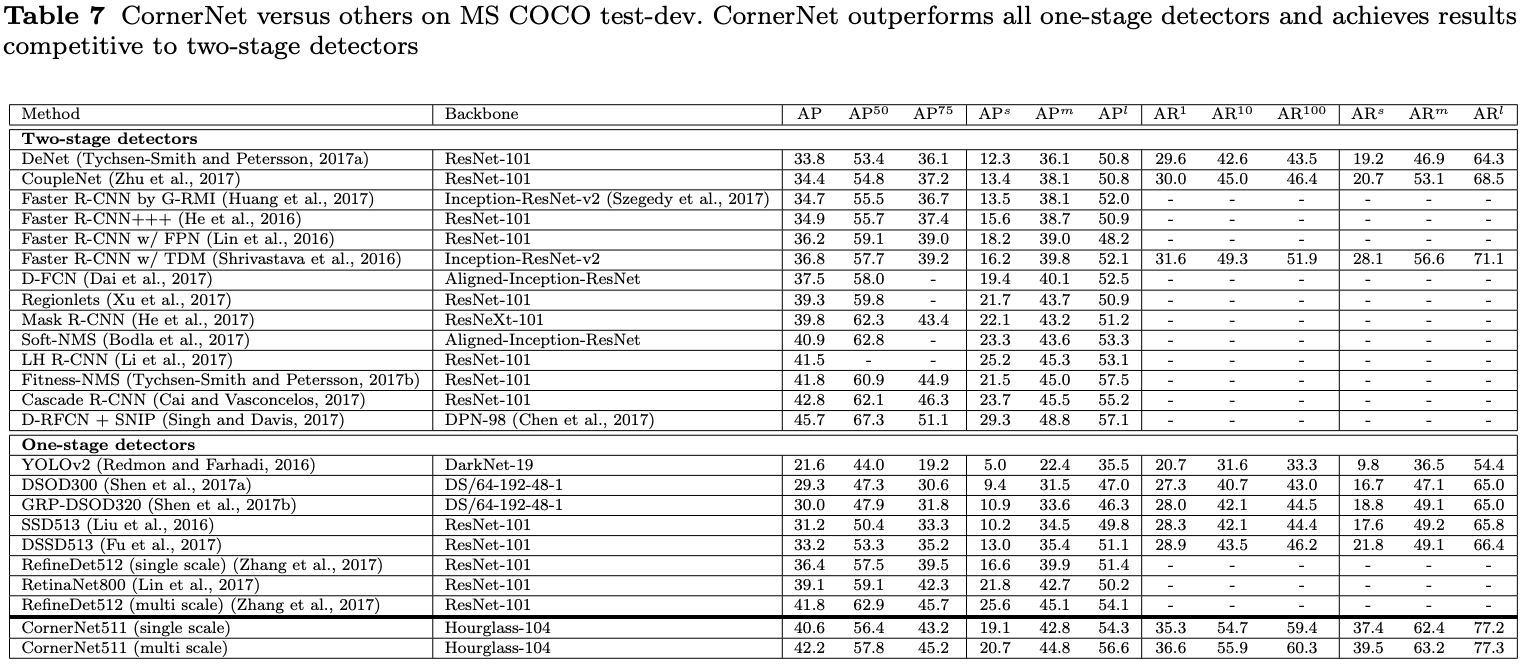 Table 7 CornerNet versus others on MS COCO test-dev. CornerNet outperforms all one-stage detectors and achieves results
competitive to two-stage detectors
Method Backbone AP AP50 AP75 APs APm APl AR1 AR10 AR100 ARs ARm ARl
Two-stage detectors
DeNet (Tychsen-Smith and Petersson, 2017a) ResNet-101 33.8 53.4 36.1 12.3 36.1 50.8 29.6 42.6 43.5 19.2 46.9 64.3
CoupleNet (Zhu et al., 2017) ResNet-101 34.4 54.8 37.2 13.4 38.1 50.8 30.0 45.0 46.4 20.7 53.1 68.5
Faster R-CNN by G-RMI (Huang et al., 2017) Inception-ResNet-v2 (Szegedy et al., 2017) 34.7 55.5 36.7 13.5 38.1 52.0 - - - - - -
Faster R-CNN+++ (He et al., 2016) ResNet-101 34.9 55.7 37.4 15.6 38.7 50.9 - - - - - -
Faster R-CNN w/ FPN (Lin et al., 2016) ResNet-101 36.2 59.1 39.0 18.2 39.0 48.2 - - - - - -
Faster R-CNN w/ TDM (Shrivastava et al., 2016) Inception-ResNet-v2 36.8 57.7 39.2 16.2 39.8 52.1 31.6 49.3 51.9 28.1 56.6 71.1
D-FCN (Dai et al., 2017) Aligned-Inception-ResNet 37.5 58.0 - 19.4 40.1 52.5 - - - - - -
Regionlets (Xu et al., 2017) ResNet-101 39.3 59.8 - 21.7 43.7 50.9 - - - - - -
Mask R-CNN (He et al., 2017) ResNeXt-101 39.8 62.3 43.4 22.1 43.2 51.2 - - - - - -
Soft-NMS (Bodla et al., 2017) Aligned-Inception-ResNet 40.9 62.8 - 23.3 43.6 53.3 - - - - - -
LH R-CNN (Li et al., 2017) ResNet-101 41.5 - - 25.2 45.3 53.1 - - - - - -
Fitness-NMS (Tychsen-Smith and Petersson, 2017b) ResNet-101 41.8 60.9 44.9 21.5 45.0 57.5 - - - - - -
Cascade R-CNN (Cai and Vasconcelos, 2017) ResNet-101 42.8 62.1 46.3 23.7 45.5 55.2 - - - - - -
D-RFCN + SNIP (Singh and Davis, 2017) DPN-98 (Chen et al., 2017) 45.7 67.3 51.1 29.3 48.8 57.1 - - - - - -
One-stage detectors
YOLOv2 (Redmon and Farhadi, 2016) DarkNet-19 21.6 44.0 19.2 5.0 22.4 35.5 20.7 31.6 33.3 9.8 36.5 54.4
DSOD300 (Shen et al., 2017a) DS/64-192-48-1 29.3 47.3 30.6 9.4 31.5 47.0 27.3 40.7 43.0 16.7 47.1 65.0
GRP-DSOD320 (Shen et al., 2017b) DS/64-192-48-1 30.0 47.9 31.8 10.9 33.6 46.3 28.0 42.1 44.5 18.8 49.1 65.0
SSD513 (Liu et al., 2016) ResNet-101 31.2 50.4 33.3 10.2 34.5 49.8 28.3 42.1 44.4 17.6 49.2 65.8
DSSD513 (Fu et al., 2017) ResNet-101 33.2 53.3 35.2 13.0 35.4 51.1 28.9 43.5 46.2 21.8 49.1 66.4
RefineDet512 (single scale) (Zhang et al., 2017) ResNet-101 36.4 57.5 39.5 16.6 39.9 51.4 - - - - - -
RetinaNet800 (Lin et al., 2017) ResNet-101 39.1 59.1 42.3 21.8 42.7 50.2 - - - - - -
RefineDet512 (multi scale) (Zhang et al., 2017) ResNet-101 41.8 62.9 45.7 25.6 45.1 54.1 - - - - - -
CornerNet511 (single scale) Hourglass-104 40.6 56.4 43.2 19.1 42.8 54.3 35.3 54.7 59.4 37.4 62.4 77.2
CornerNet511 (multi scale) Hourglass-104 42.2 57.8 45.2 20.7 44.8 56.6 36.6 55.9 60.3 39.5 63.2 77.3